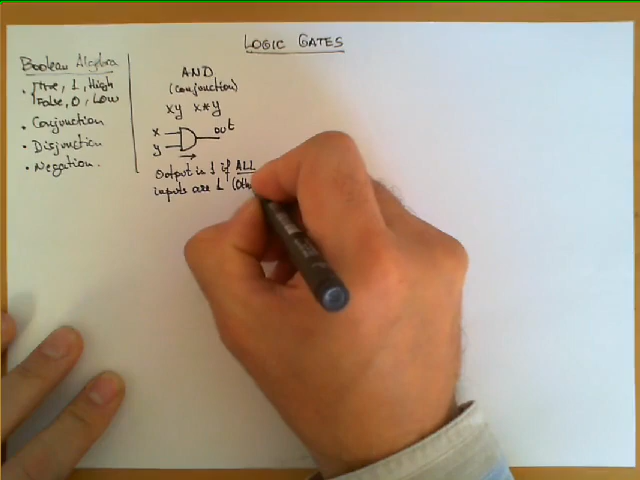 LOGIC GATES
Boolean Algebra
• True, 1, High
False, 0, Low
• Conjunction
• Disjunction
• Negation.
AND
(conjunction)
xy x*y
x
y
out
Output is 1 if ALL
inputs are 1 (Oth